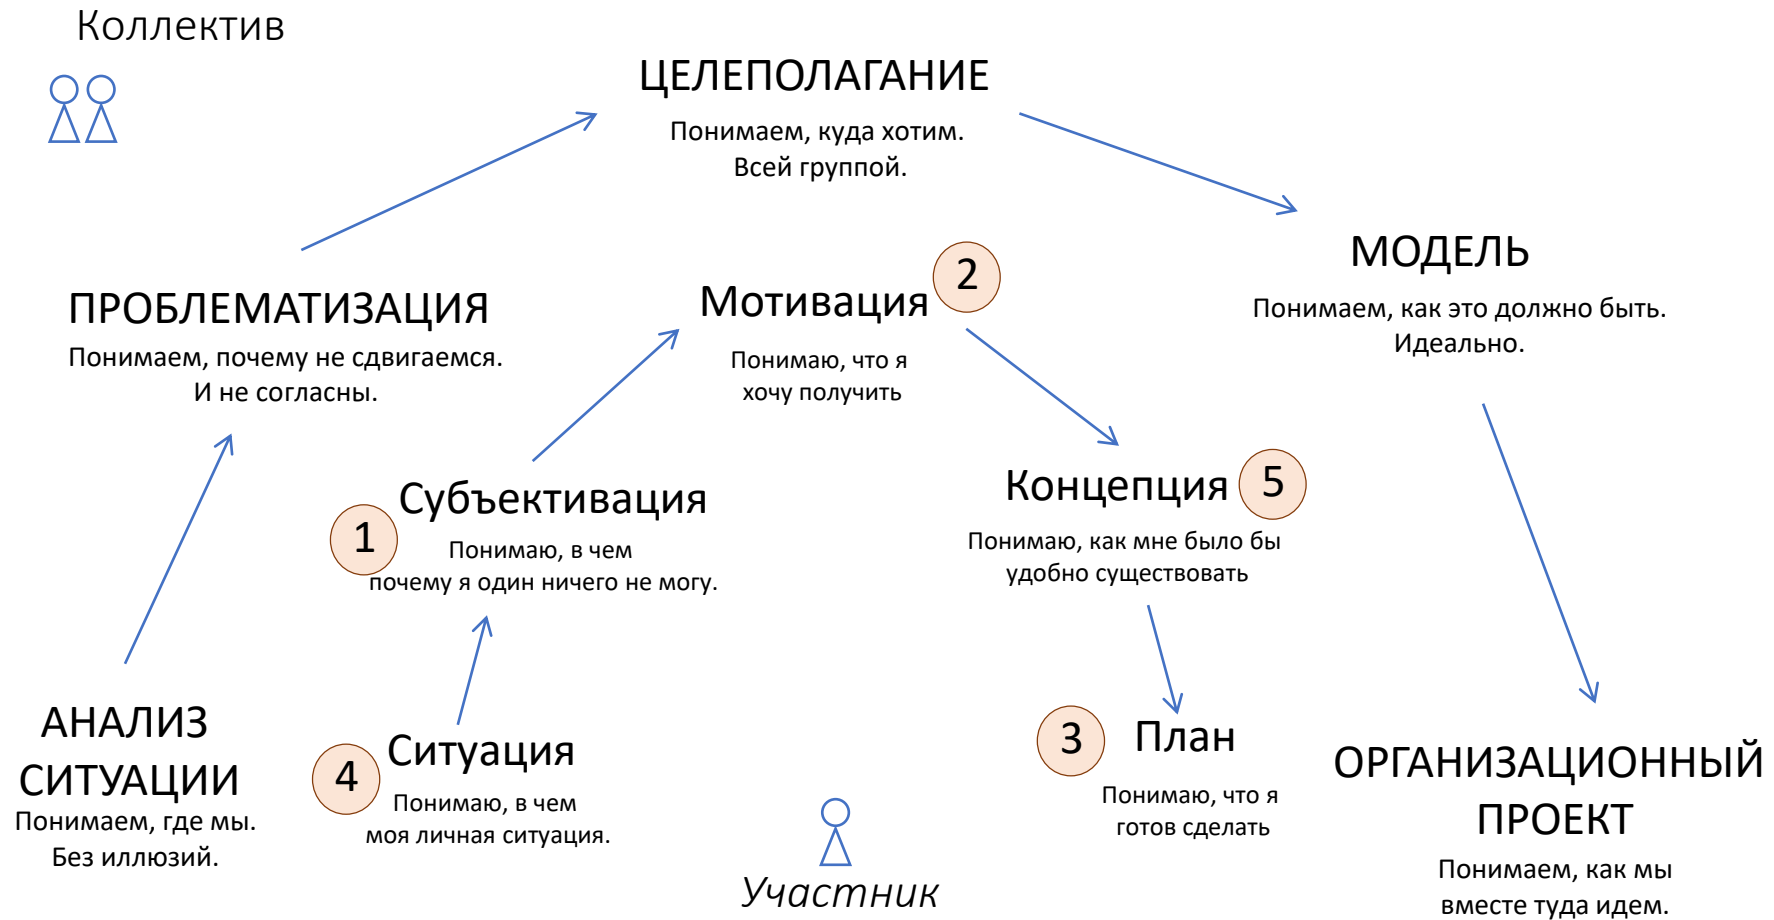 Коллектив
ЦЕЛЕПОЛАГАНИЕ
Понимаем, куда хотим.
Всей группой.
МОДЕЛЬ
Понимаем, как это должно быть.
Идеально.
ПРОБЛЕМАТИЗАЦИЯ
Понимаем, почему не сдвигаемся.
И не согласны.
Мотивация
2
Понимаю, что я
хочу получить
Субъективация
1
Понимаю, в чем
почему я один ничего не могу.
Концепция
5
Понимаю, как мне было бы
удобно существовать
АНАЛИЗ
СИТУАЦИИ
Понимаем, где мы.
Без иллюзий.
Ситуация
4
Понимаю, в чем
моя личная ситуация.
Участник
3
План
Понимаю, что я
готов сделать
ОРГАНИЗАЦИОННЫЙ
ПРОЕКТ
Понимаем, как мы
вместе туда идем.